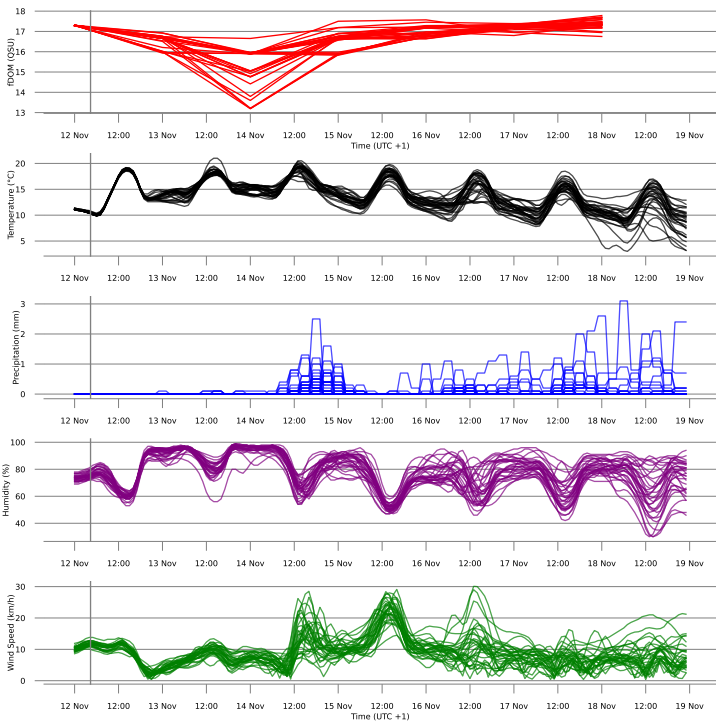 18
17
16
15
14
13
fDOM (QSU)
12 Nov 12:00 13 Nov 12:00 14 Nov 12:00 15 Nov 12:00 16 Nov 12:00 17 Nov 12:00 18 Nov 12:00 19 Nov
Time (UTC +1)
20
15
10
5
Temperature (°C)
12 Nov 12:00 13 Nov 12:00 14 Nov 12:00 15 Nov 12:00 16 Nov 12:00 17 Nov 12:00 18 Nov 12:00 19 Nov
3
2
1
0
Precipitation (mm)
12 Nov 12:00 13 Nov 12:00 14 Nov 12:00 15 Nov 12:00 16 Nov 12:00 17 Nov 12:00 18 Nov 12:00 19 Nov
100
80
60
40
Humidity (%)
12 Nov 12:00 13 Nov 12:00 14 Nov 12:00 15 Nov 12:00 16 Nov 12:00 17 Nov 12:00 18 Nov 12:00 19 Nov
30
20
10
0
Wind Speed (km/h)
12 Nov 12:00 13 Nov 12:00 14 Nov 12:00 15 Nov 12:00 16 Nov 12:00 17 Nov 12:00 18 Nov 12:00 19 Nov
Time (UTC +1)